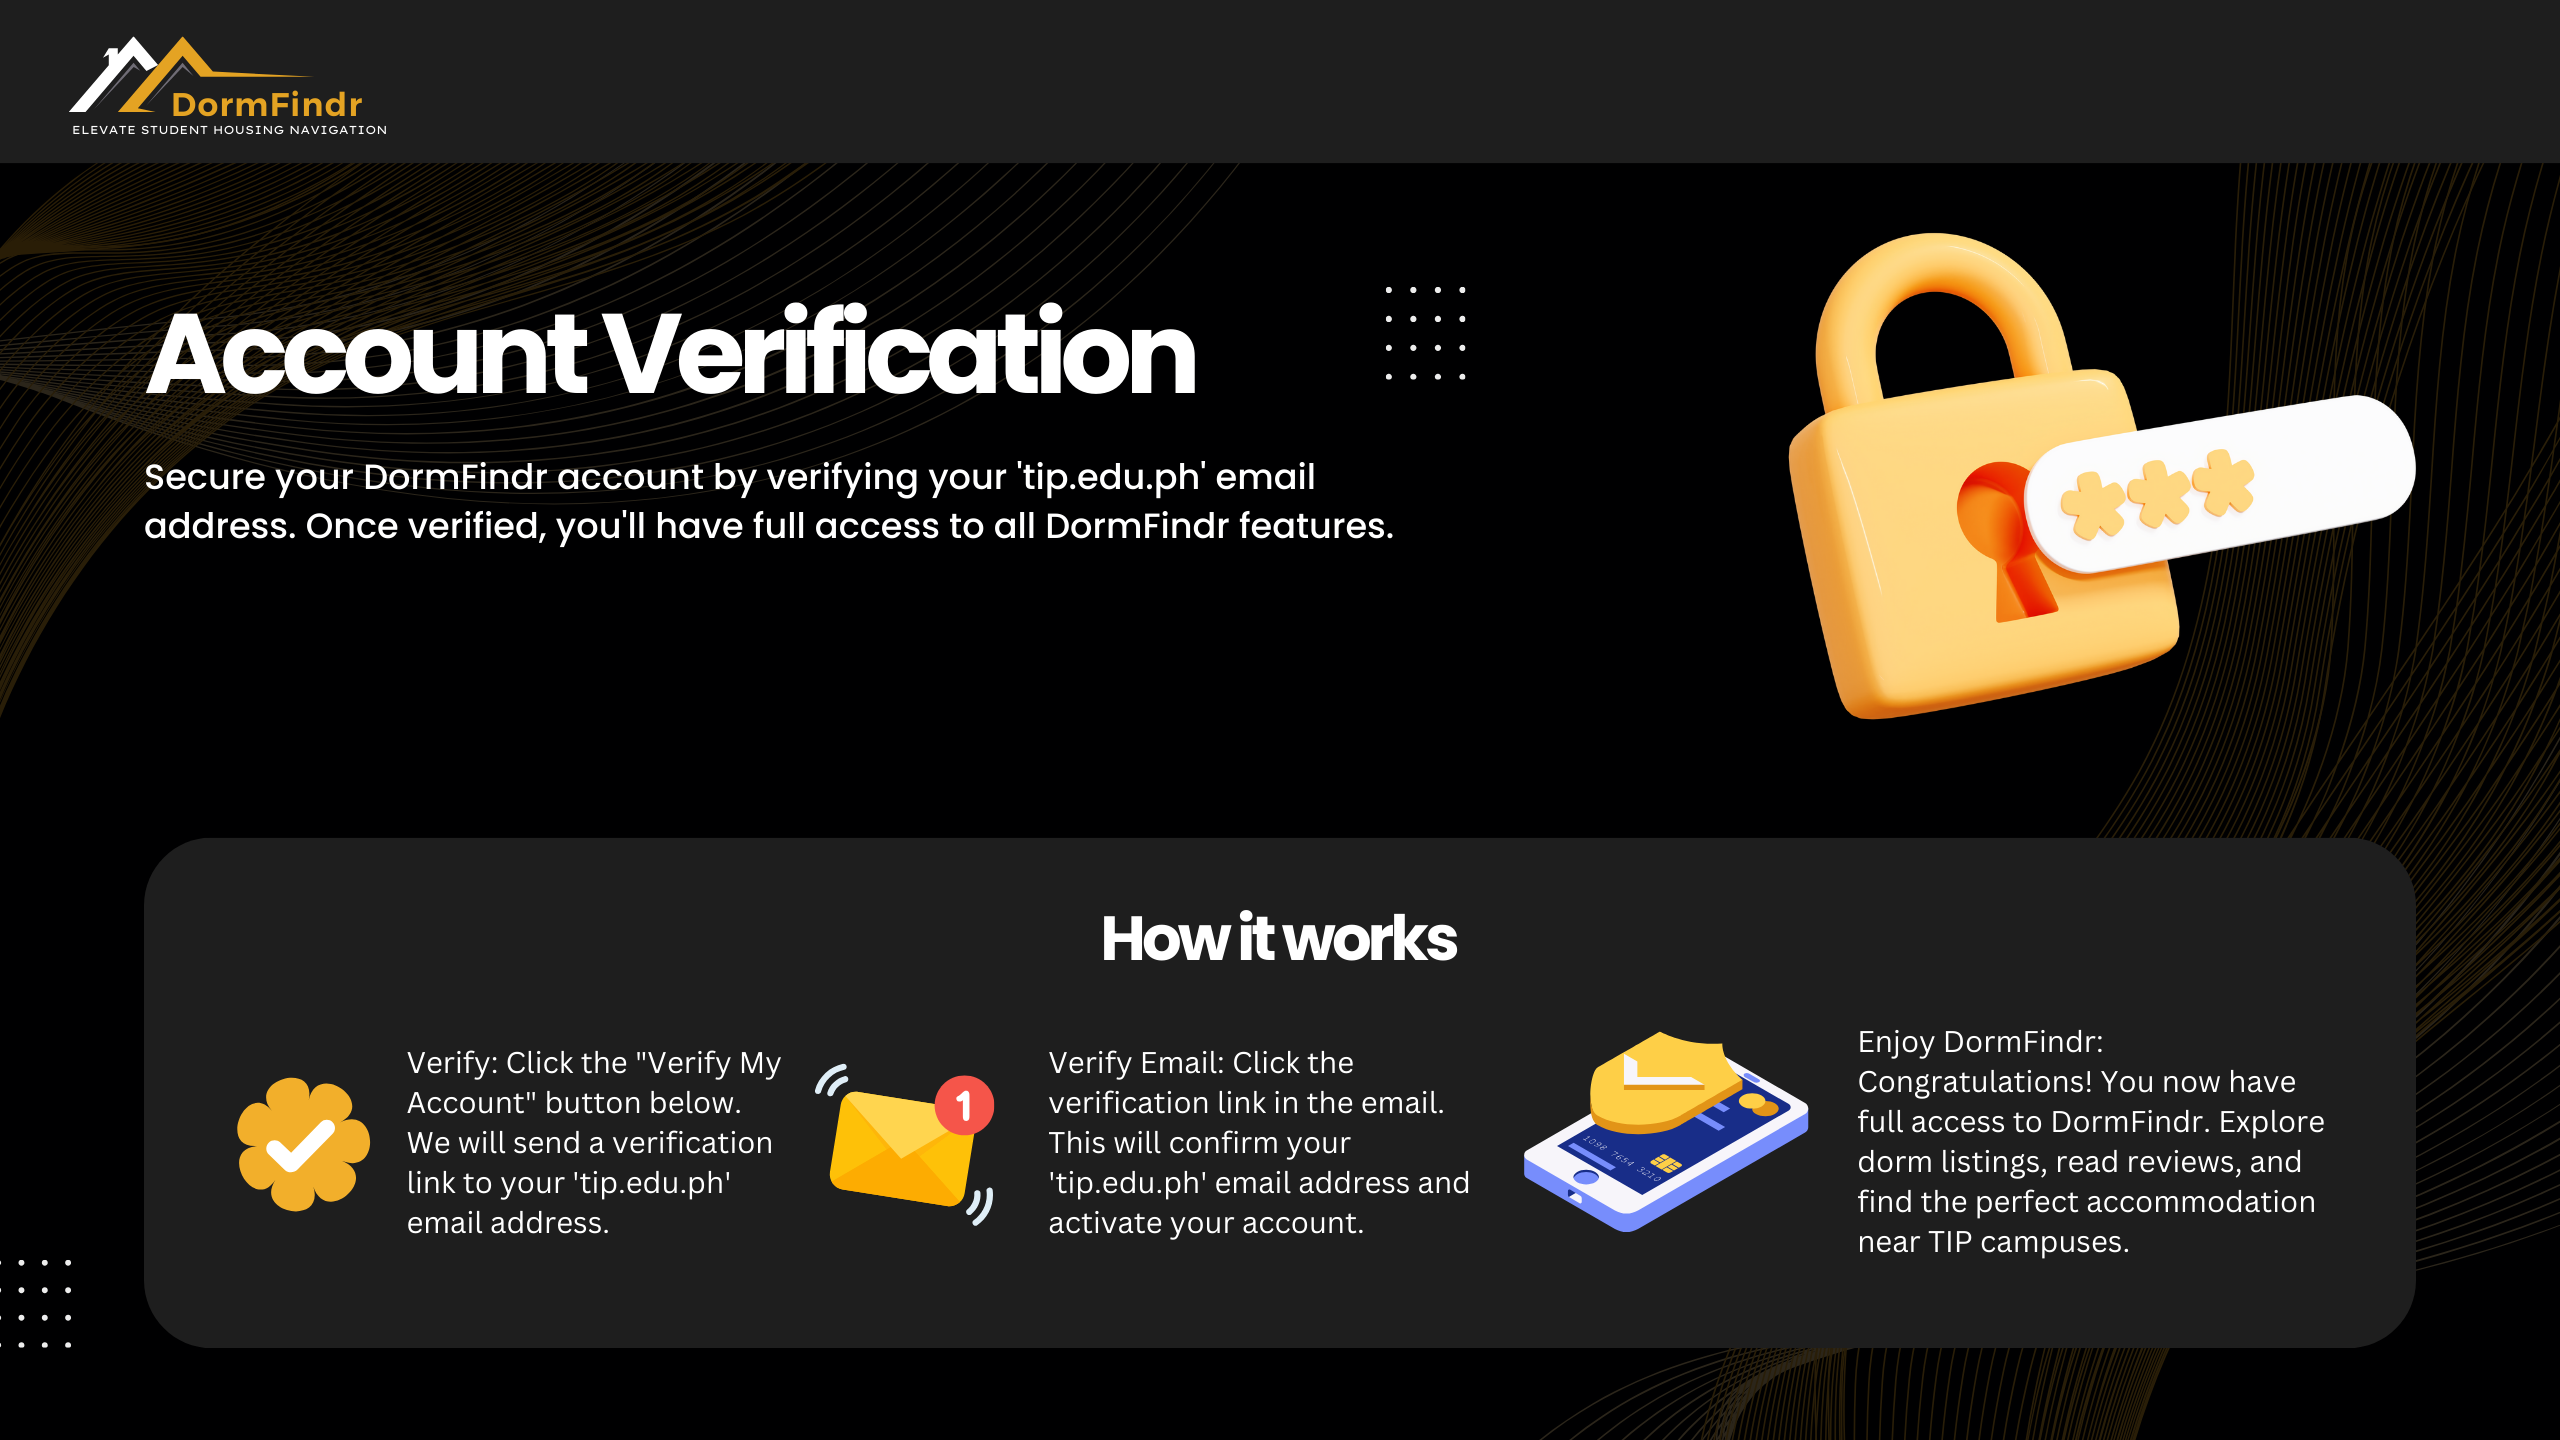 DormFindr
ELEVATE STUDENT HOUSING NAVIGATION
Account Verification
Secure your DormFindr account by verifying your 'tip.edu.ph' email
address. Once verified, you'll have full access to all DormFindr features.
How it works
Verify: Click the "Verify My
Account" button below.
We will send a verification
link to your 'tip.edu.ph'
email address.
1
Verify Email: Click the
verification link in the email.
This will confirm your
'tip.edu.ph' email address and
activate your account.
1098 7654 3210
Enjoy DormFindr:
Congratulations! You now have
full access to DormFindr. Explore
dorm listings, read reviews, and
find the perfect accommodation
near TIP campuses.